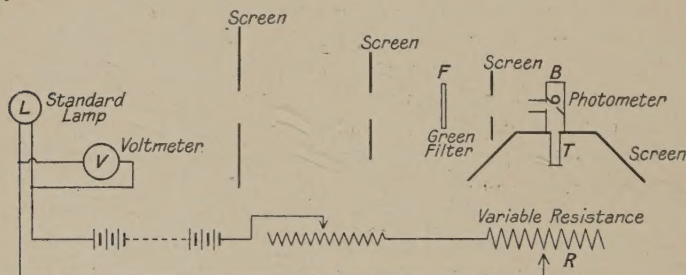 Screen
Screen
Screen
F
B
L
Standard
Lamp
Photometer
Voltmeter
V
Green
Filter
T
Screen
Variable Resistance
R